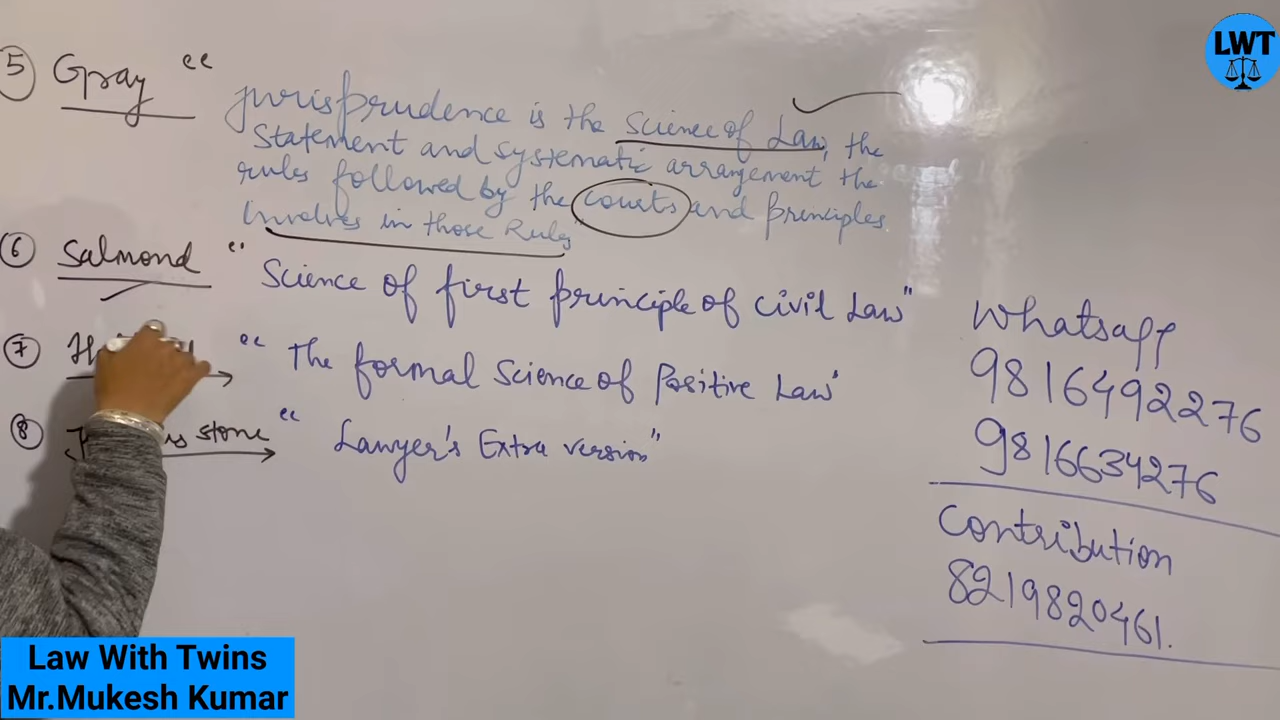 LWT
5 Gray "
jurisprudence is the science of Law, the
Statement and systematic arrangement the
rules followed by the courts and principles
involves in those Rules"
6 Salmond " Science of first principle of civil Law"
7 " The formal Science of Positive Law"
8 stone " Lawyer's Extra version"
Whatsapp
9816492276
9816634276
Contribution
8219820461.
Law With Twins
Mr.Mukesh Kumar